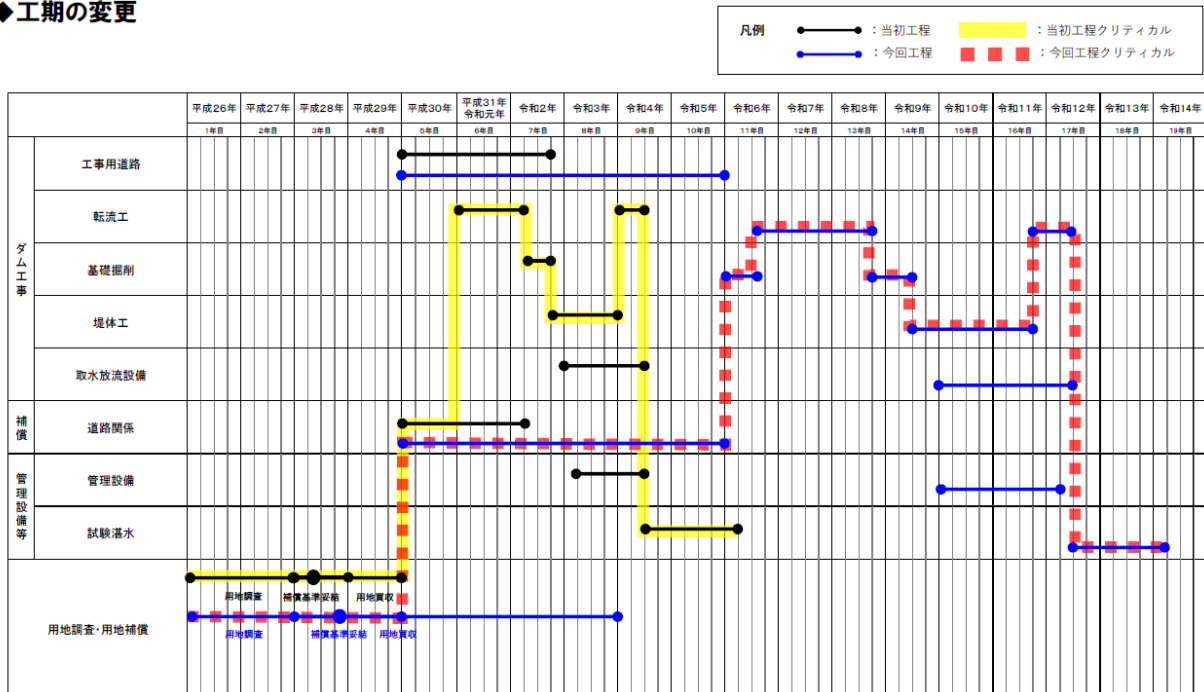 ◆工期の変更
凡例
：当初工程
：当初工程クリティカル
：今回工程
：今回工程クリティカル
平成26年 平成27年 平成28年 平成29年 平成30年 平成31年 令和元年 令和2年 令和3年 令和4年 令和5年 令和6年 令和7年 令和8年 令和9年 令和10年 令和11年 令和12年 令和13年 令和14年
1年目 2年目 3年目 4年目 5年目 6年目 7年目 8年目 9年目 10年目 11年目 12年目 13年目 14年目 15年目 16年目 17年目 18年目 19年目
ダム工事
工事用道路
転流工
基礎掘削
堤体工
取水放流設備
補償
道路関係
管理設備等
管理設備
試験湛水
用地調査・用地補償
用地調査 補償基準妥結 用地買収
用地調査 補償基準妥結 用地買収